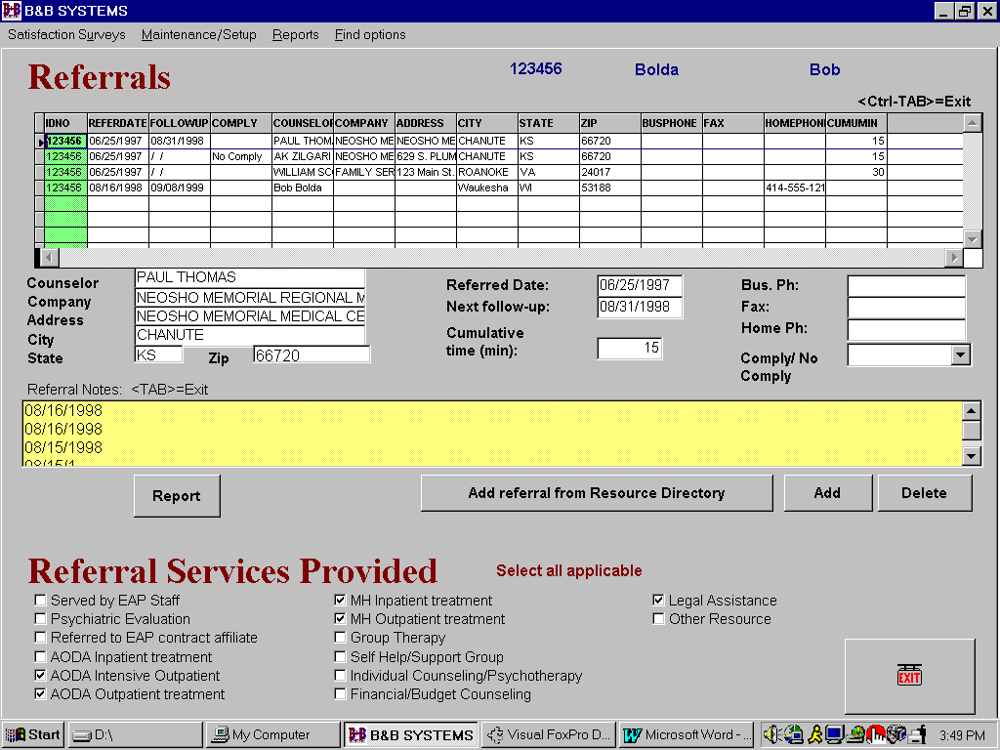 B&B SYSTEMS
Satisfaction Surveys Maintenance/Setup Reports Find options
Referrals 123456 Bolda Bob
<Ctrl-TAB>=Exit
IDNO REFERDATE FOLLOWUP COMPLY COUNSELOR COMPANY ADDRESS CITY STATE ZIP BUSPHONE FAX HOMEPHON CUMUMIN
123456 06/25/1997 08/31/1998 PAUL THOM NEOSHO ME NEOSHO ME CHANUTE KS 66720 15
123456 06/25/1997 / / No Comply AK ZILGARI NEOSHO ME 629 S. PLUM CHANUTE KS 66720 15
123456 06/25/1997 / / WILLIAM SC FAMILY SER 123 Main St. ROANOKE VA 24017 30
123456 08/16/1998 09/08/1999 Bob Bolda Waukesha WI 53188 414-555-121
Counselor PAUL THOMAS
Company NEOSHO MEMORIAL REGIONAL M
Address NEOSHO MEMORIAL MEDICAL CE
City CHANUTE
State KS Zip 66720
Referred Date: 06/25/1997
Next follow-up: 08/31/1998
Cumulative
time (min): 15
Bus. Ph:
Fax:
Home Ph:
Comply/ No
Comply
Referral Notes: <TAB>=Exit
08/16/1998
08/16/1998
08/15/1998
08/15/1
Report Add referral from Resource Directory Add Delete
Referral Services Provided Select all applicable
Served by EAP Staff MH Inpatient treatment Legal Assistance
Psychiatric Evaluation MH Outpatient treatment Other Resource
Referred to EAP contract affiliate Group Therapy
AODA Inpatient treatment Self Help/Support Group
AODA Intensive Outpatient Individual Counseling/Psychotherapy
AODA Outpatient treatment Financial/Budget Counseling
EXIT
Start D:\ My Computer B&B SYSTEMS Visual FoxPro D... Microsoft Word - ... 3:49 PM